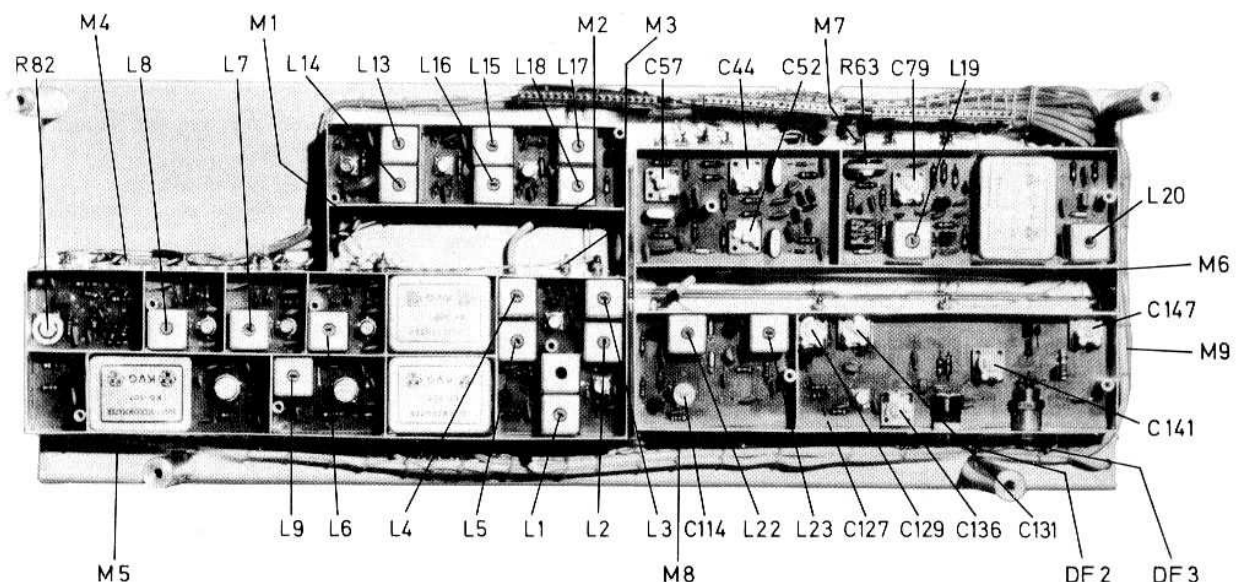 M4 M1 M2 M3 M7
R82 L8 L7 L14 L13 L16 L15 L18 L17 C57 C44 C52 R63 C79 L19
L20
M6
C147
M9
C141
KVG
L9 L6 L4 L5 L1 L2 L3 C114 L22 L23 C127 C129 C136 C131
DF2 DF3
M5 M8